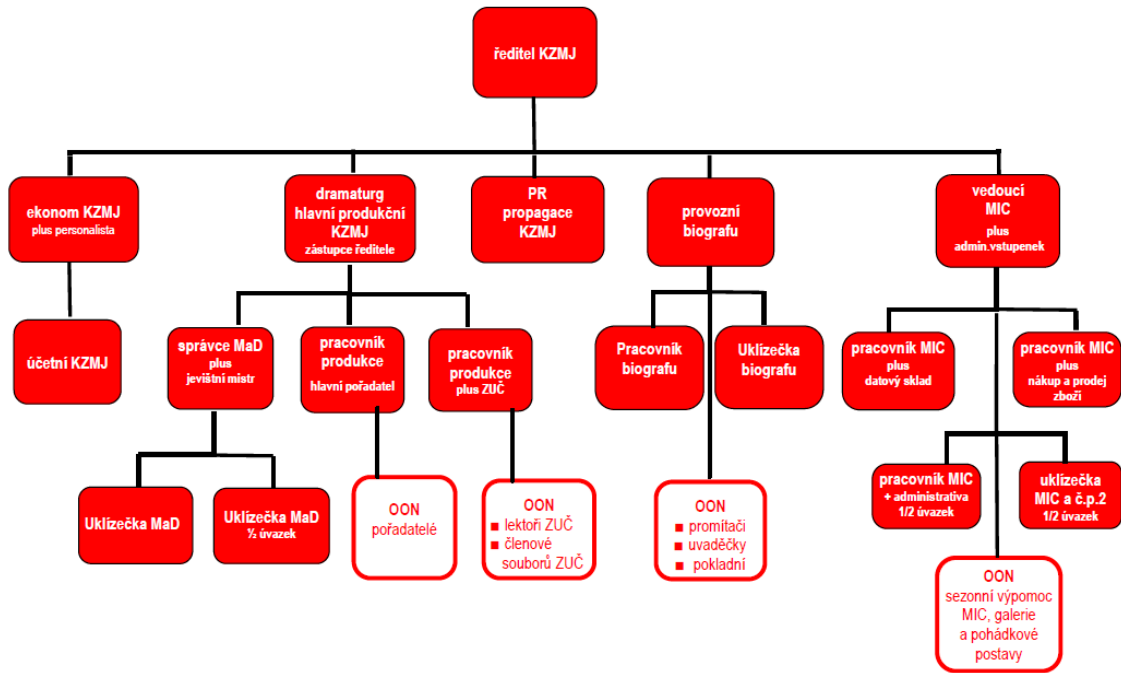 ředitel KZMJ
ekonom KZMJ
plus personalista
dramaturg
hlavní produkční
KZMJ
zástupce ředitele
PR
propagace
KZMJ
provozní
biografu
vedoucí
MIC
plus
admin.vstupenek
účetní KZMJ
správce MaD
plus
jevištní mistr
pracovník
produkce
hlavní pořadatel
pracovník
produkce
plus ZUČ
Pracovník
biografu
Uklízečka
biografu
pracovník MIC
plus
datový sklad
pracovník MIC
plus
nákup a prodej
zboží
Uklízečka MaD
Uklízečka MaD
½ úvazek
OON
pořadatelé
OON
■ lektoři ZUČ
■ členové
souborů ZUČ
OON
■ promítači
■ uvaděčky
■ pokladní
pracovník MIC
+ administrativa
1/2 úvazek
uklízečka
MIC a č.p.2
1/2 úvazek
OON
sezonní výpomoc
MIC, galerie
a pohádkové
postavy